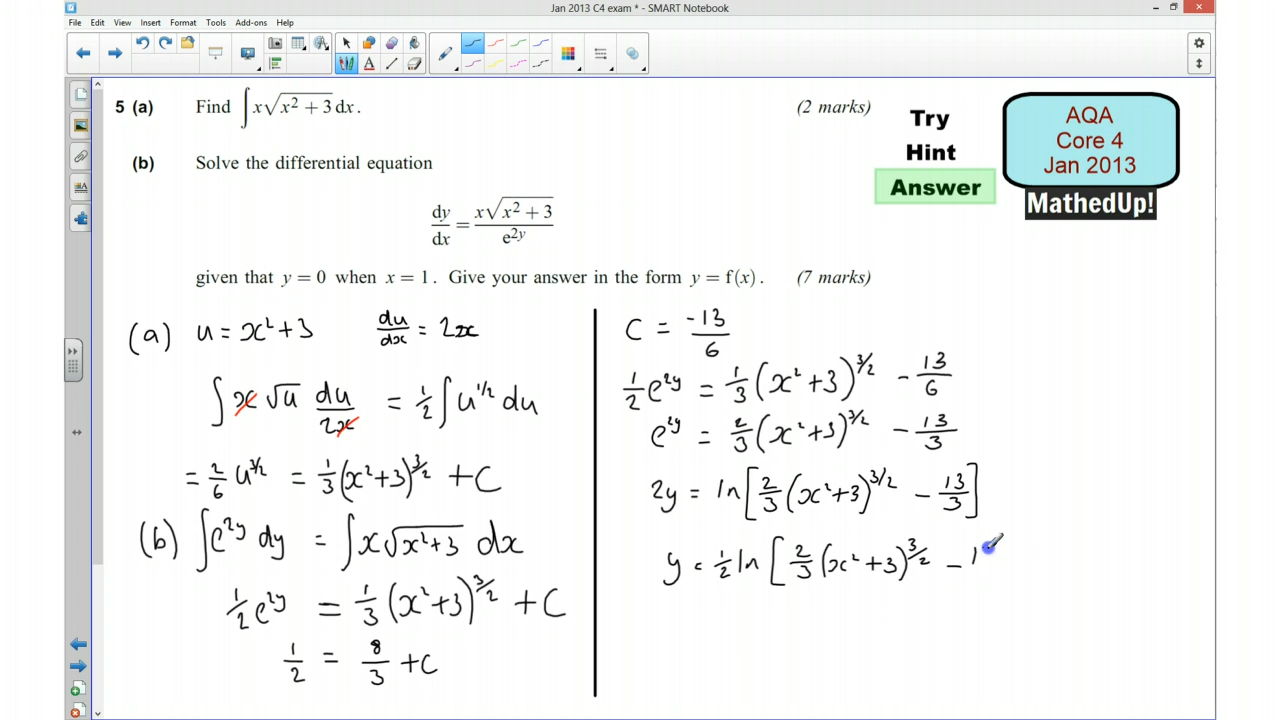 Jan 2013 C4 exam * - SMART Notebook
File Edit View Insert Format Tools Add-ons Help
5 (a) Find ∫ x√(x² + 3) dx. (2 marks)
(b) Solve the differential equation
dy/dx = x√(x² + 3) / e^(2y)
given that y = 0 when x = 1. Give your answer in the form y = f(x). (7 marks)
Try
Hint
Answer
AQA
Core 4
Jan 2013
MathedUp!
(a) u = x² + 3 du/dx = 2x
∫ x √u du/2x = 1/2 ∫ u^(1/2) du
= 2/6 u^(3/2) = 1/3 (x² + 3)^(3/2) + C
(b) ∫ e^(2y) dy = ∫ x √(x² + 3) dx
1/2 e^(2y) = 1/3 (x² + 3)^(3/2) + C
1/2 = 8/3 + C
C = -13/6
1/2 e^(2y) = 1/3 (x² + 3)^(3/2) - 13/6
e^(2y) = 2/3 (x² + 3)^(3/2) - 13/3
2y = ln[2/3 (x² + 3)^(3/2) - 13/3]
y = 1/2 ln[2/3 (x² + 3)^(3/2) - 1